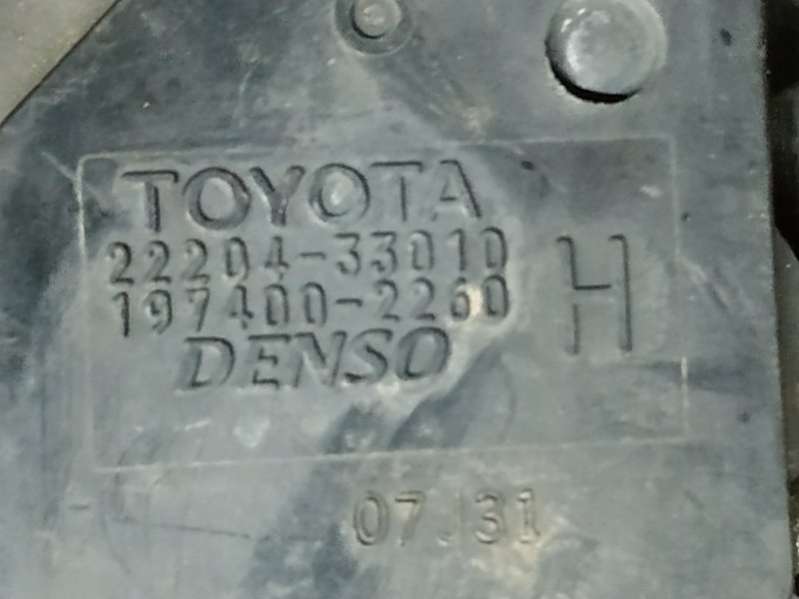 TOYOTA
22204-33010
197400-2260
H
DENSO
07J31